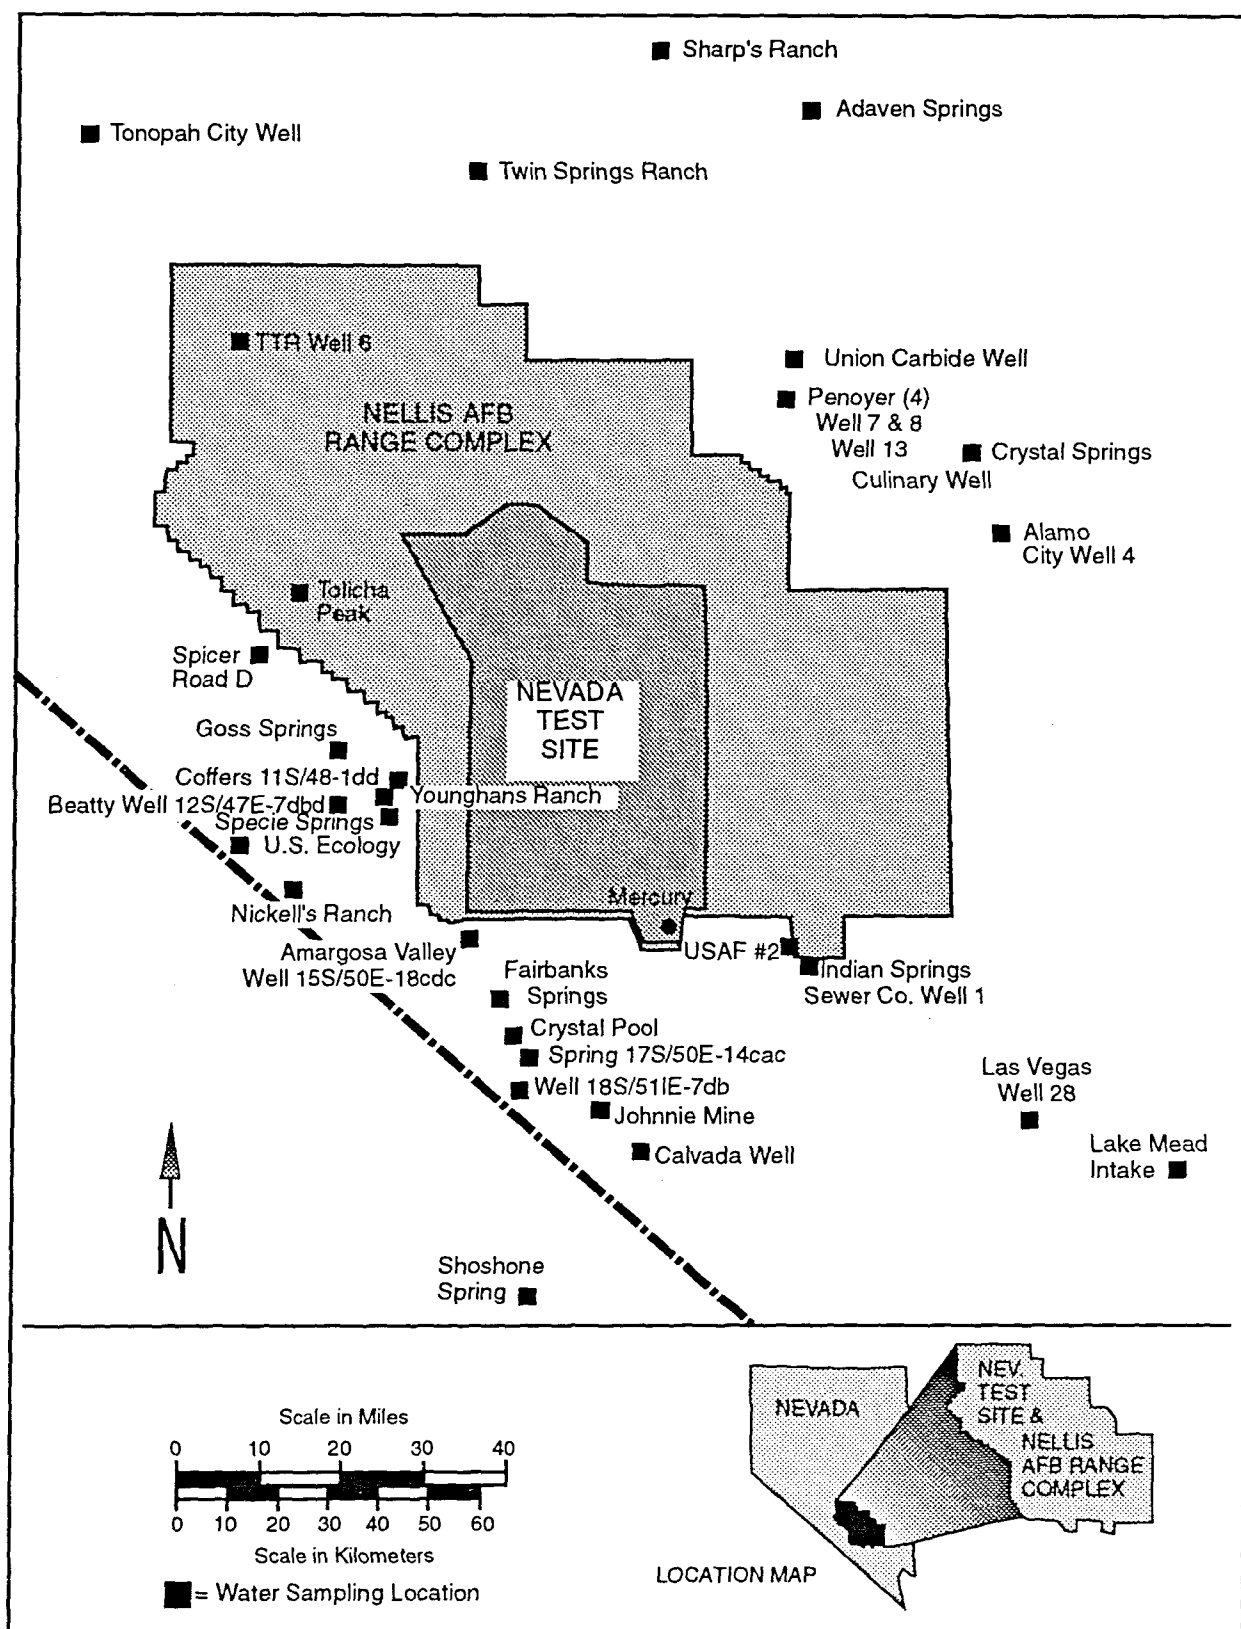 Sharp's Ranch
Adaven Springs
Tonopah City Well
Twin Springs Ranch
TTR Well 6
Union Carbide Well
NELLIS AFB
RANGE COMPLEX
Penoyer (4)
Well 7 & 8
Well 13
Culinary Well
Crystal Springs
Alamo
City Well 4
Tolicha
Peak
Spicer
Road D
NEVADA
TEST
SITE
Goss Springs
Coffers 11S/48-1dd
Younghans Ranch
Beatty Well 12S/47E-7dbd
Specie Springs
U.S. Ecology
Nickell's Ranch
Mercury
Amargosa Valley
Well 15S/50E-18cdc
USAF #2
Indian Springs
Sewer Co. Well 1
Fairbanks
Springs
Crystal Pool
Spring 17S/50E-14cac
Well 18S/51IE-7db
Johnnie Mine
Calvada Well
Las Vegas
Well 28
Lake Mead
Intake
N
Shoshone
Spring
Scale in Miles
0 10 20 30 40
0 10 20 30 40 50 60
Scale in Kilometers
= Water Sampling Location
NEVADA
NEV.
TEST
SITE &
NELLIS
AFB RANGE
COMPLEX
LOCATION MAP